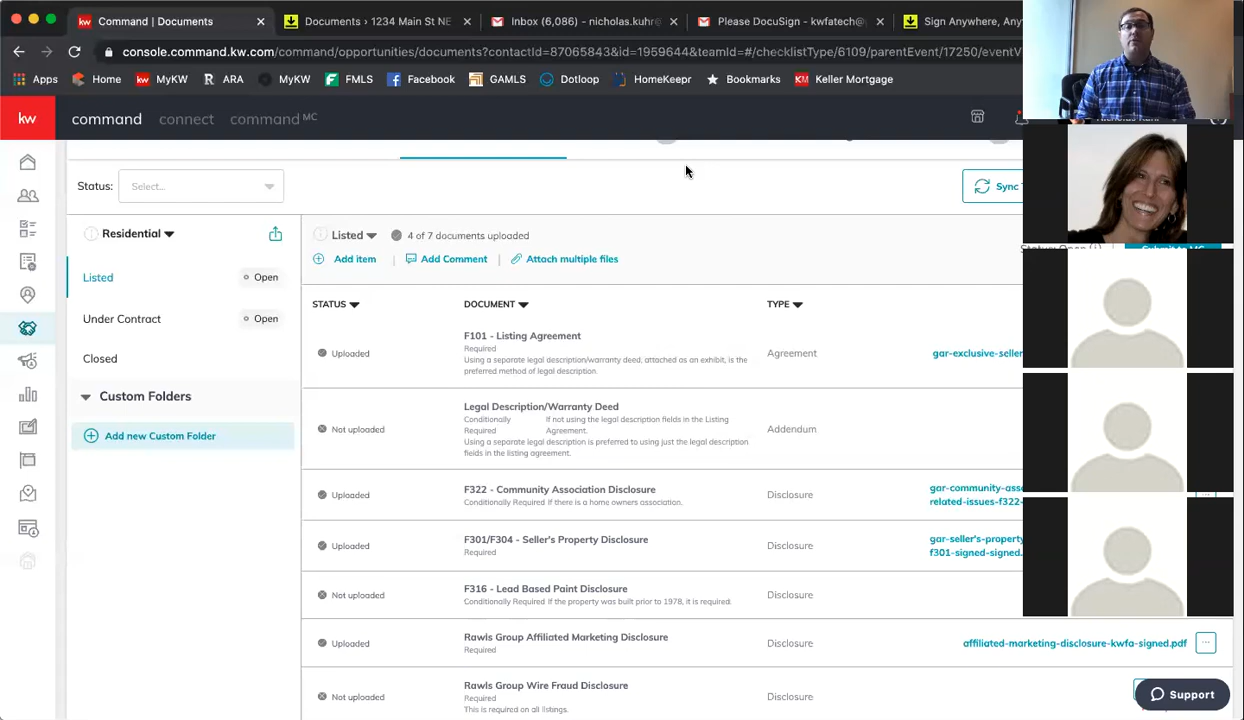 Command | Documents
Documents › 1234 Main St NE
Inbox (6,086) - nicholas.kuhr@
Please DocuSign - kwfatech@
Sign Anywhere, Any
console.command.kw.com/command/opportunities/documents?contactId=87065843&id=1959644&teamId=#/checklistType/6109/parentEvent/17250/eventV
Apps
Home
kw MyKW
R ARA
MyKW
FMLS
Facebook
GAMLS
Dotloop
HomeKeepr
Bookmarks
KM Keller Mortgage
kw
command
connect
command MC
Status:
Select...
Sync
Residential
Listed
4 of 7 documents uploaded
Add item
Add Comment
Attach multiple files
Listed
Open
Under Contract
Open
Closed
Custom Folders
Add new Custom Folder
STATUS
DOCUMENT
TYPE
Uploaded
F101 - Listing Agreement
Required
Using a separate legal description/warranty deed, attached as an exhibit, is the
preferred method of legal description.
Agreement
gar-exclusive-seller
Not uploaded
Legal Description/Warranty Deed
Conditionally Required
If not using the legal description fields in the Listing Agreement.
Using a separate legal description is preferred to using just the legal description
fields in the listing agreement.
Addendum
Uploaded
F322 - Community Association Disclosure
Conditionally Required If there is a home owners association.
Disclosure
gar-community-asso
related-issues-f322-
Uploaded
F301/F304 - Seller's Property Disclosure
Required
Disclosure
gar-seller's-property
f301-signed-signed.
Not uploaded
F316 - Lead Based Paint Disclosure
Conditionally Required If the property was built prior to 1978, it is required.
Disclosure
Uploaded
Rawls Group Affiliated Marketing Disclosure
Required
Disclosure
affiliated-marketing-disclosure-kwfa-signed.pdf
Not uploaded
Rawls Group Wire Fraud Disclosure
Required
This is required on all listings.
Disclosure
Support